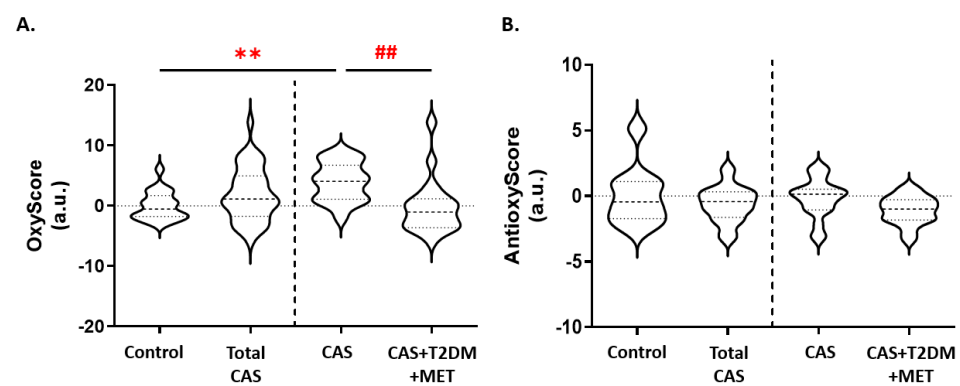 A.
**
##
OxyScore
(a.u.)
20
10
0
-10
-20
Control
Total
CAS
CAS
CAS+T2DM
+MET
B.
AntioxyScore
(a.u.)
10
5
0
-5
-10
Control
Total
CAS
CAS
CAS+T2DM
+MET